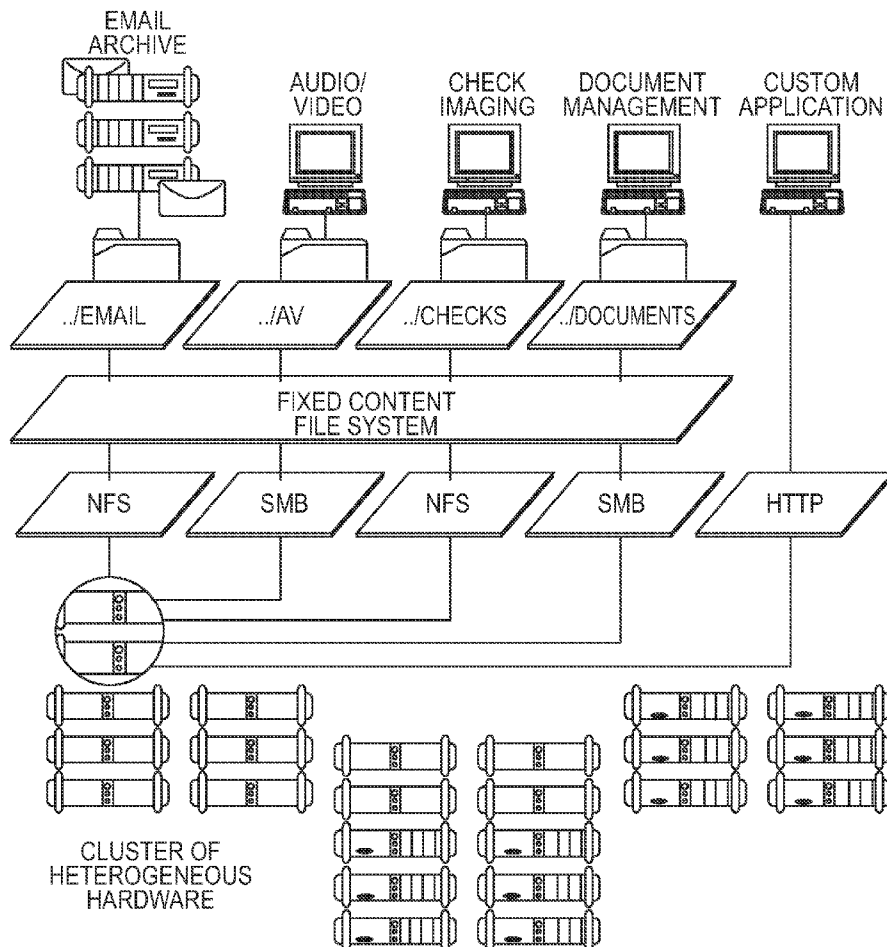 EMAIL
ARCHIVE
AUDIO/
VIDEO
CHECK
IMAGING
DOCUMENT
MANAGEMENT
CUSTOM
APPLICATION
../EMAIL
../AV
../CHECKS
../DOCUMENTS
FIXED CONTENT
FILE SYSTEM
NFS
SMB
NFS
SMB
HTTP
CLUSTER OF
HETEROGENEOUS
HARDWARE